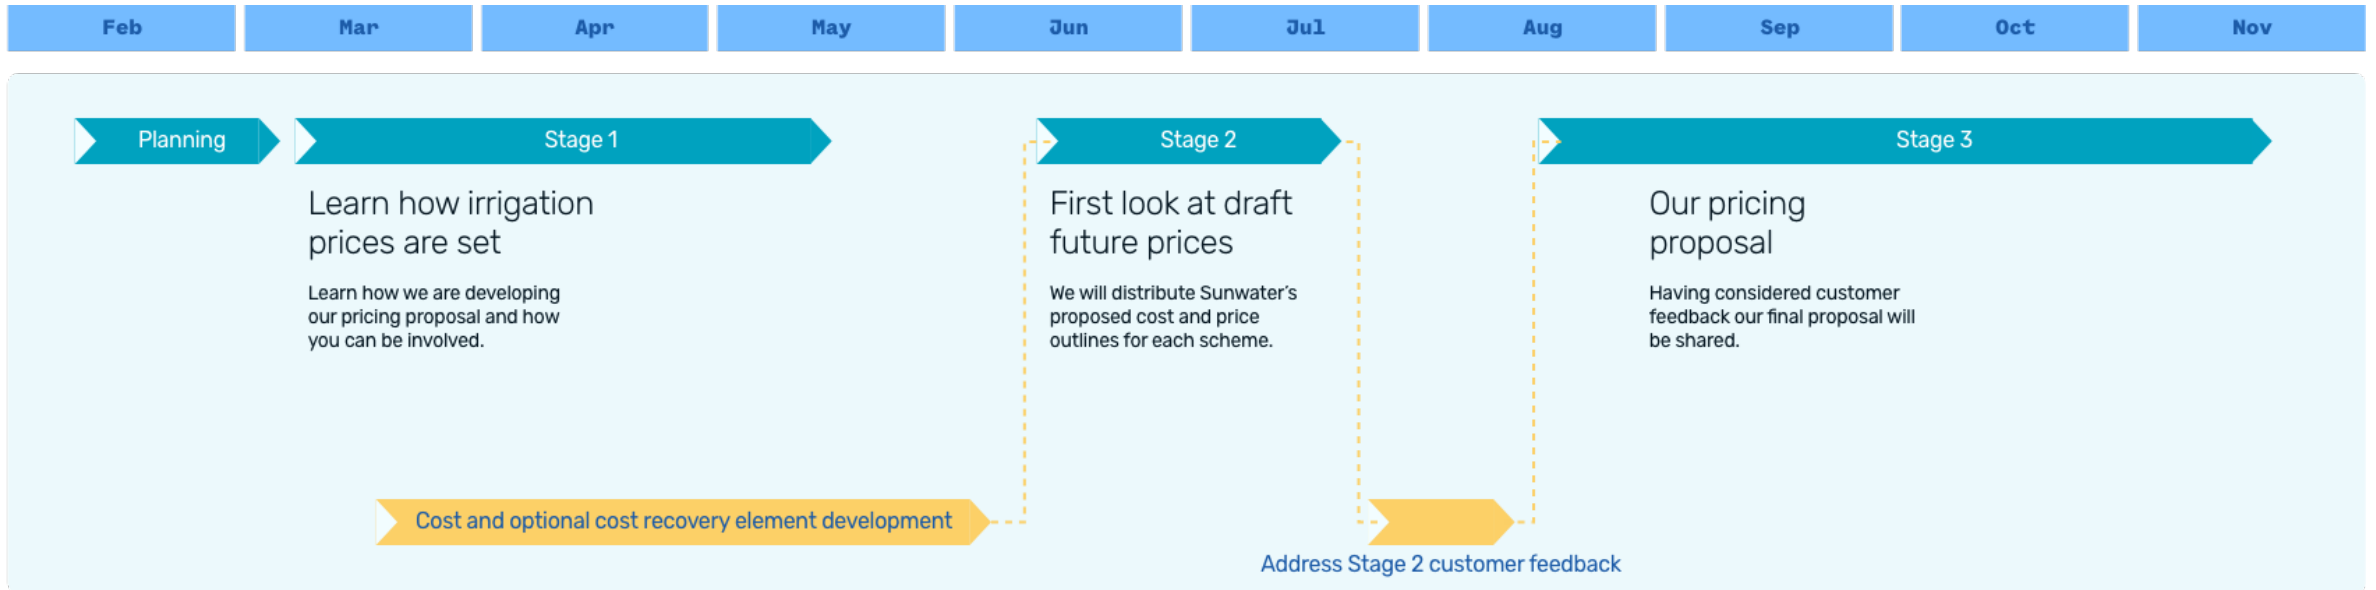 Feb Mar Apr May Jun Jul Aug Sep Oct Nov
Planning Stage 1 Stage 2 Stage 3
Learn how irrigation
prices are set
Learn how we are developing
our pricing proposal and how
you can be involved.
First look at draft
future prices
We will distribute Sunwater's
proposed cost and price
outlines for each scheme.
Our pricing
proposal
Having considered customer
feedback our final proposal will
be shared.
Cost and optional cost recovery element development
Address Stage 2 customer feedback